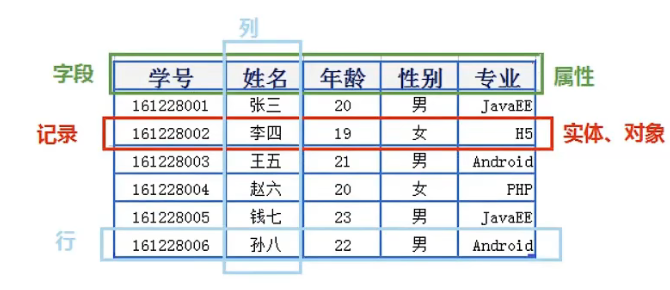 列
字段 学号 姓名 年龄 性别 专业 属性
161228001 张三 20 男 JavaEE
记录 161228002 李四 19 女 H5 实体、对象
161228003 王五 21 男 Android
161228004 赵六 20 女 PHP
161228005 钱七 23 男 JavaEE
行 161228006 孙八 22 男 Android